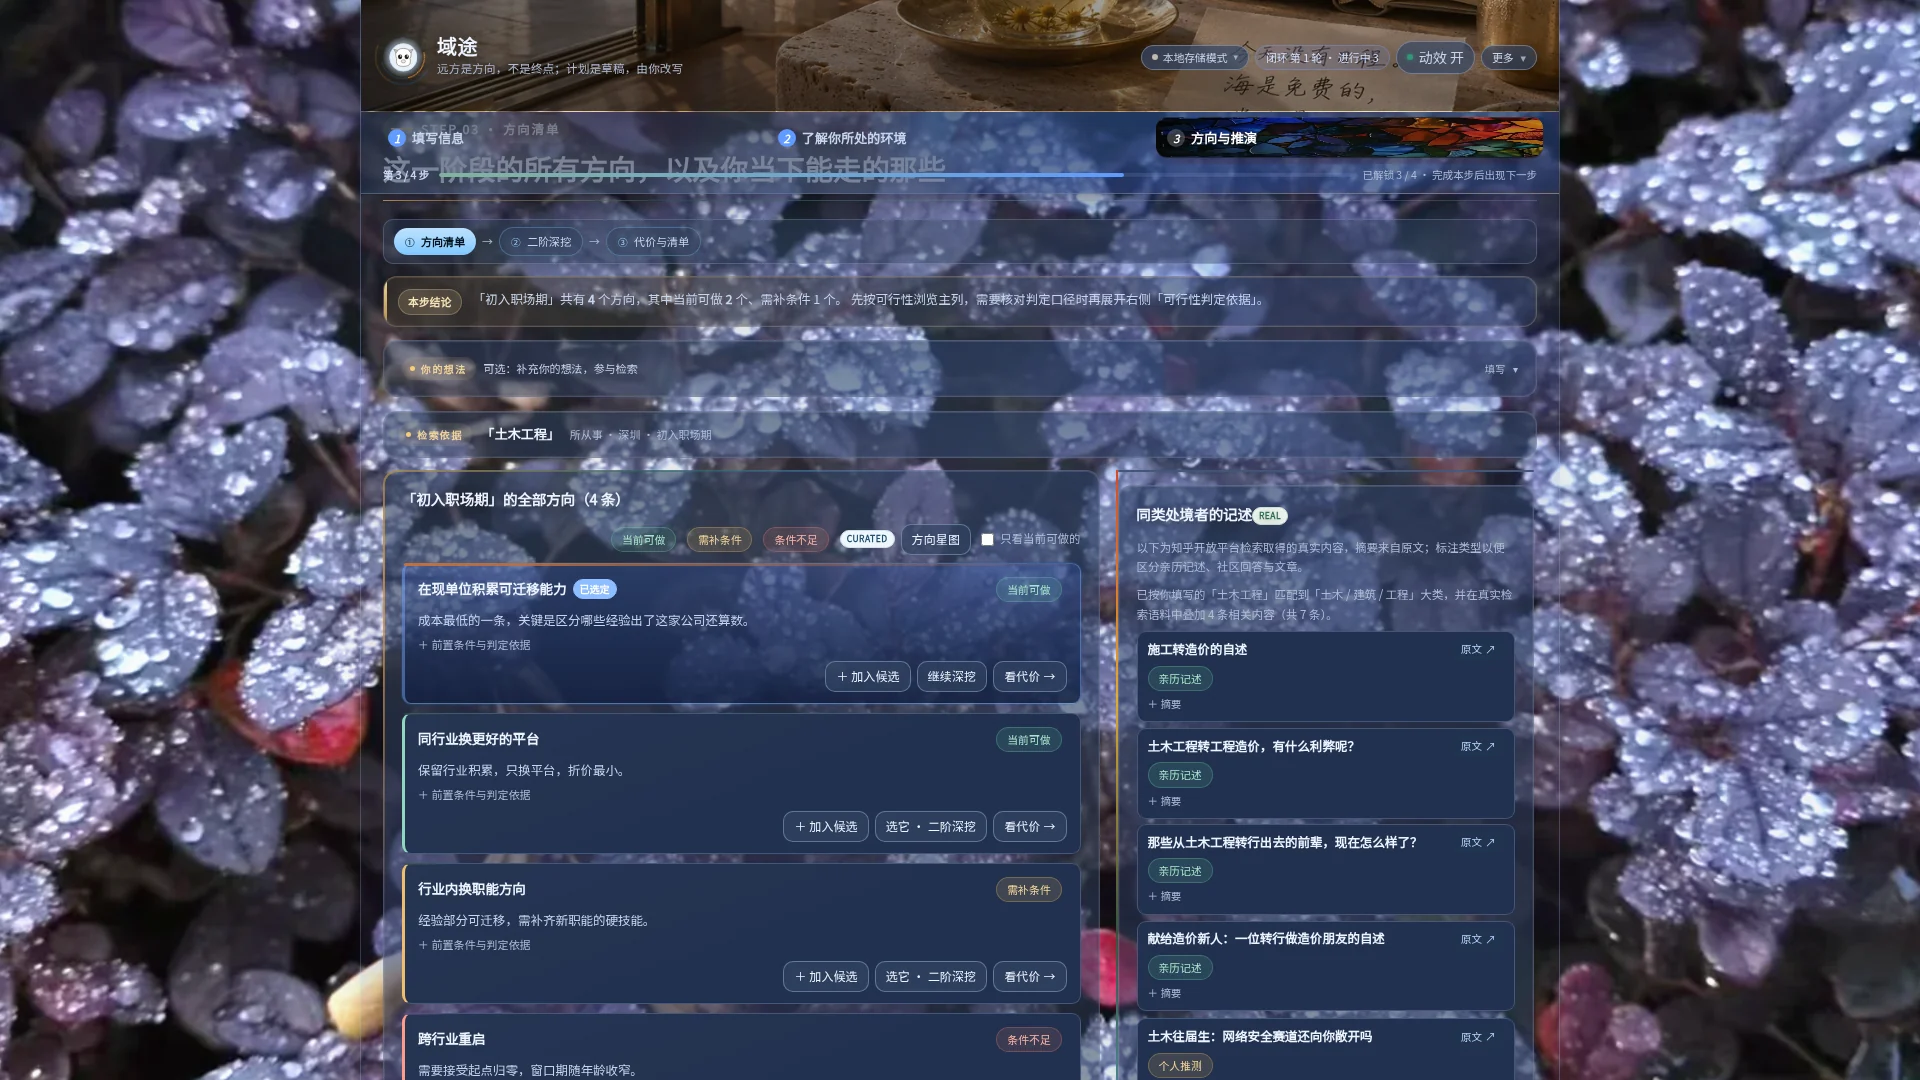 域途
远方是方向，不是终点；计划是草稿，由你改写
本地存储模式 ▾
闭环 第 1 轮 · 进行中 3
动效 开
更多 ▾
海是免费的，
STEP 03 · 方向清单
1 填写信息
2 了解你所处的环境
3 方向与推演
这一阶段的所有方向，以及你当下能走的那些
第 3 / 4 步
已解锁 3 / 4 · 完成本步后出现下一步
① 方向清单 → ② 二阶深挖 → ③ 代价与清单
本步结论 「初入职场期」共有 4 个方向，其中当前可做 2 个、需补条件 1 个。 先按可行性浏览主列，需要核对判定口径时再展开右侧「可行性判定依据」。
你的想法 可选：补充你的想法，参与检索 填写 ▾
检索依据 「土木工程」 所从事 · 深圳 · 初入职场期
「初入职场期」的全部方向（4 条）
当前可做 需补条件 条件不足 CURATED 方向星图 只看当前可做的
在现单位积累可迁移能力 已选定 当前可做
成本最低的一条，关键是区分哪些经验出了这家公司还算数。
＋ 前置条件与判定依据
＋ 加入候选 继续深挖 看代价 →
同行业换更好的平台 当前可做
保留行业积累，只换平台，折价最小。
＋ 前置条件与判定依据
＋ 加入候选 选它 · 二阶深挖 看代价 →
行业内换职能方向 需补条件
经验部分可迁移，需补齐新职能的硬技能。
＋ 前置条件与判定依据
＋ 加入候选 选它 · 二阶深挖 看代价 →
跨行业重启 条件不足
需要接受起点归零，窗口期随年龄收窄。
同类处境者的记述 REAL
以下为知乎开放平台检索取得的真实内容，摘要来自原文；标注类型以便
区分亲历记述、社区回答与文章。
已按你填写的「土木工程」匹配到「土木 / 建筑 / 工程」大类，并在真实检
索语料中叠加 4 条相关内容（共 7 条）。
施工转造价的自述 原文 ↗
亲历记述
＋ 摘要
土木工程转工程造价，有什么利弊呢？ 原文 ↗
亲历记述
＋ 摘要
那些从土木工程转行出去的前辈，现在怎么样了？ 原文 ↗
亲历记述
＋ 摘要
献给造价新人：一位转行做造价朋友的自述 原文 ↗
亲历记述
＋ 摘要
土木往届生：网络安全赛道还向你敞开吗 原文 ↗
个人推测